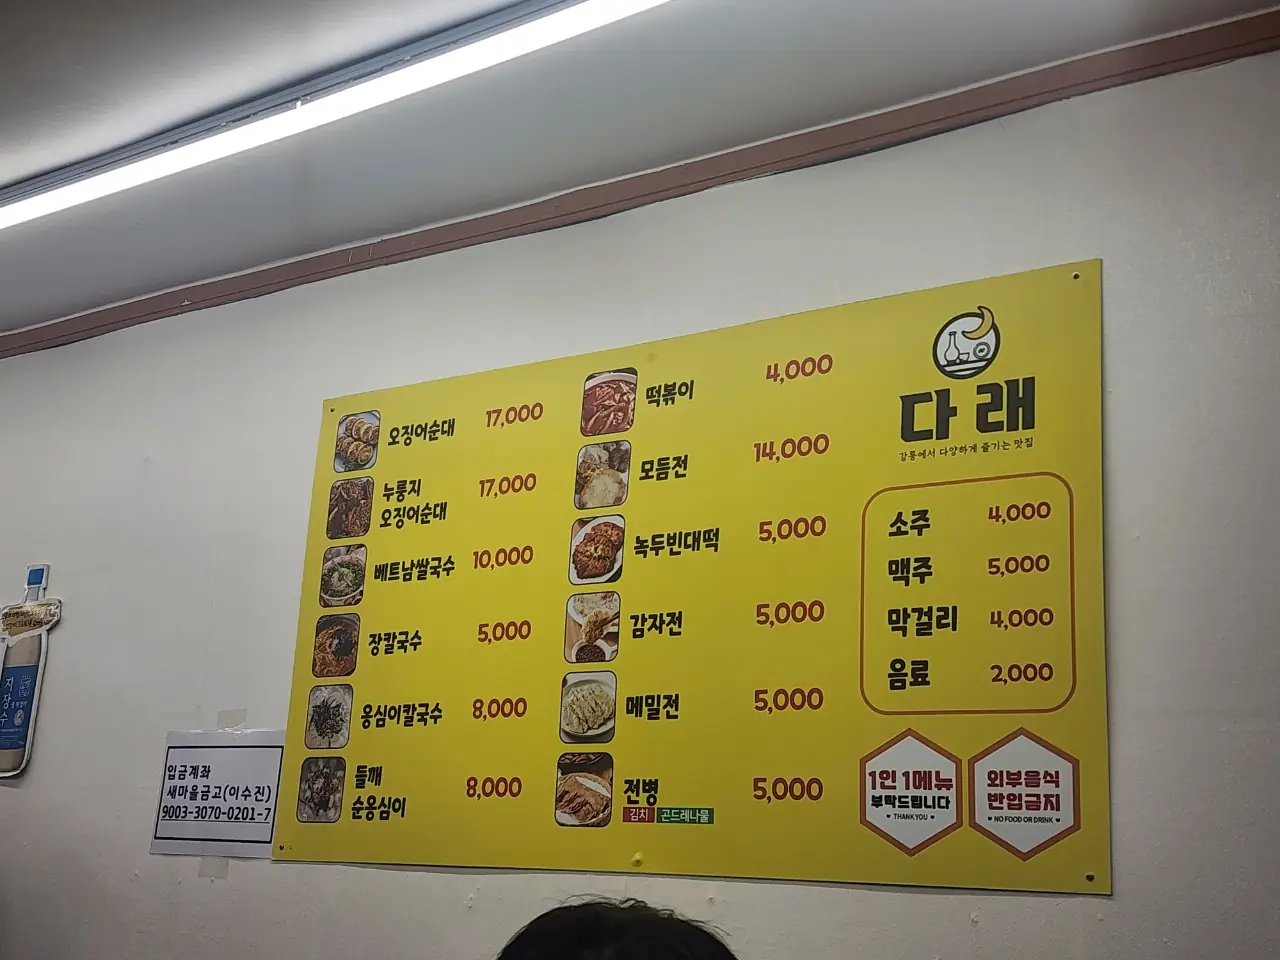 오징어순대 17,000
누룽지
오징어순대 17,000
베트남쌀국수 10,000
장칼국수 5,000
옹심이칼국수 8,000
들깨
순옹심이 8,000
떡볶이 4,000
모듬전 14,000
녹두빈대떡 5,000
감자전 5,000
메밀전 5,000
전병 5,000
김치 곤드레나물
다래
강릉에서 다양하게 즐기는 맛집
소주 4,000
맥주 5,000
막걸리 4,000
음료 2,000
1인 1메뉴
부탁드립니다
THANK YOU
외부음식
반입금지
NO FOOD OR DRINK
입금계좌
새마을금고(이수진)
9003-3070-0201-7
지장수